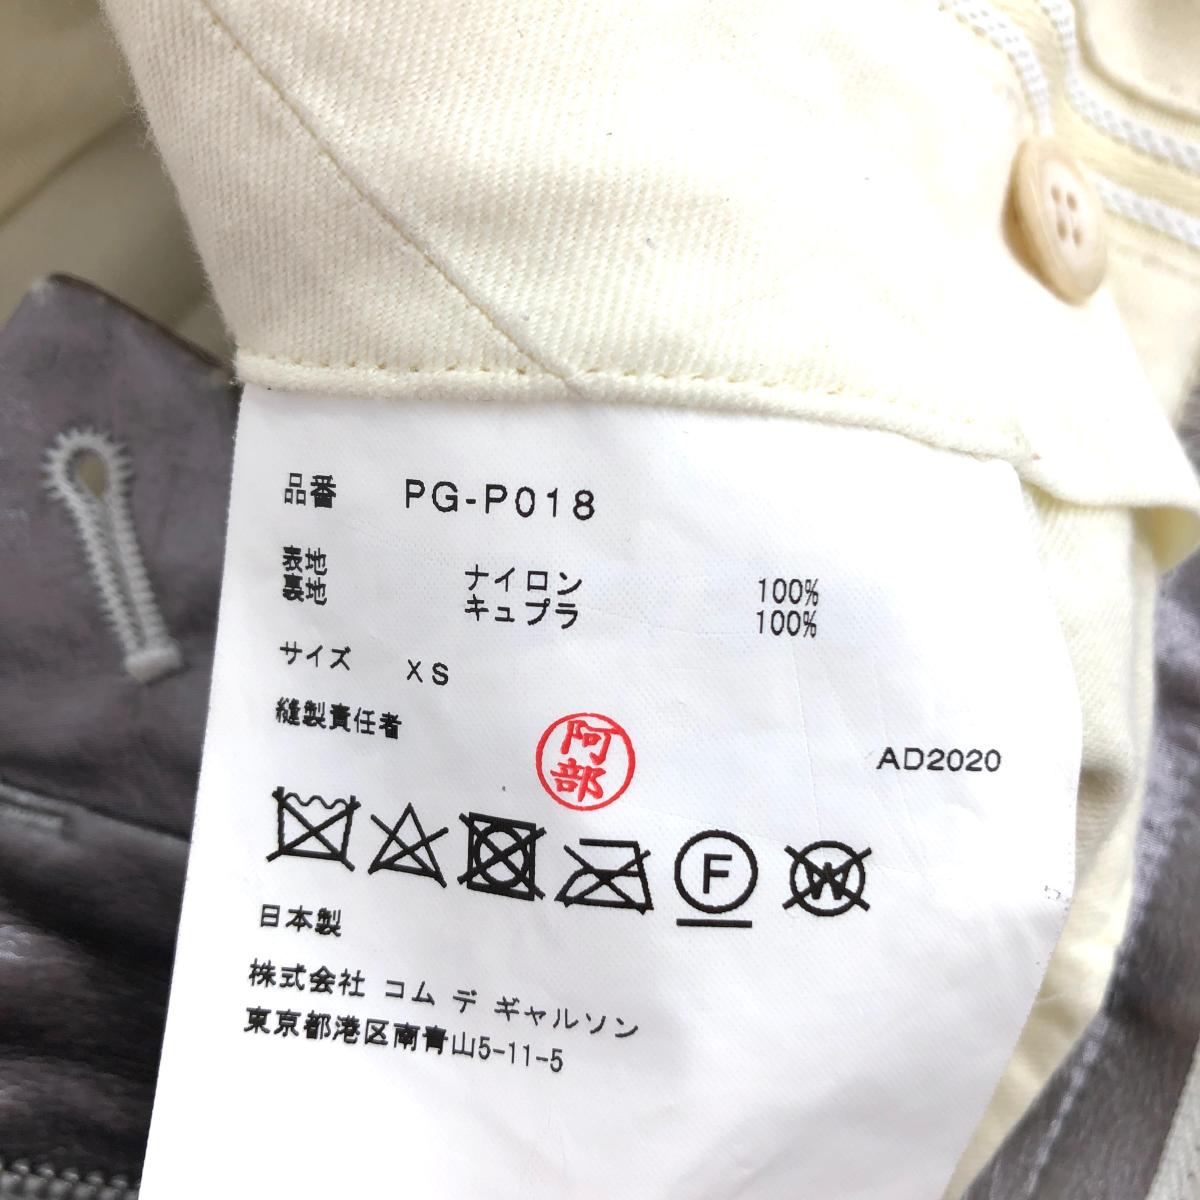 品番 PG-P018
表地 ナイロン 100%
裏地 キュプラ 100%
サイズ XS
縫製責任者
阿部
AD2020
F W
日本製
株式会社 コム デ ギャルソン
東京都港区南青山5-11-5